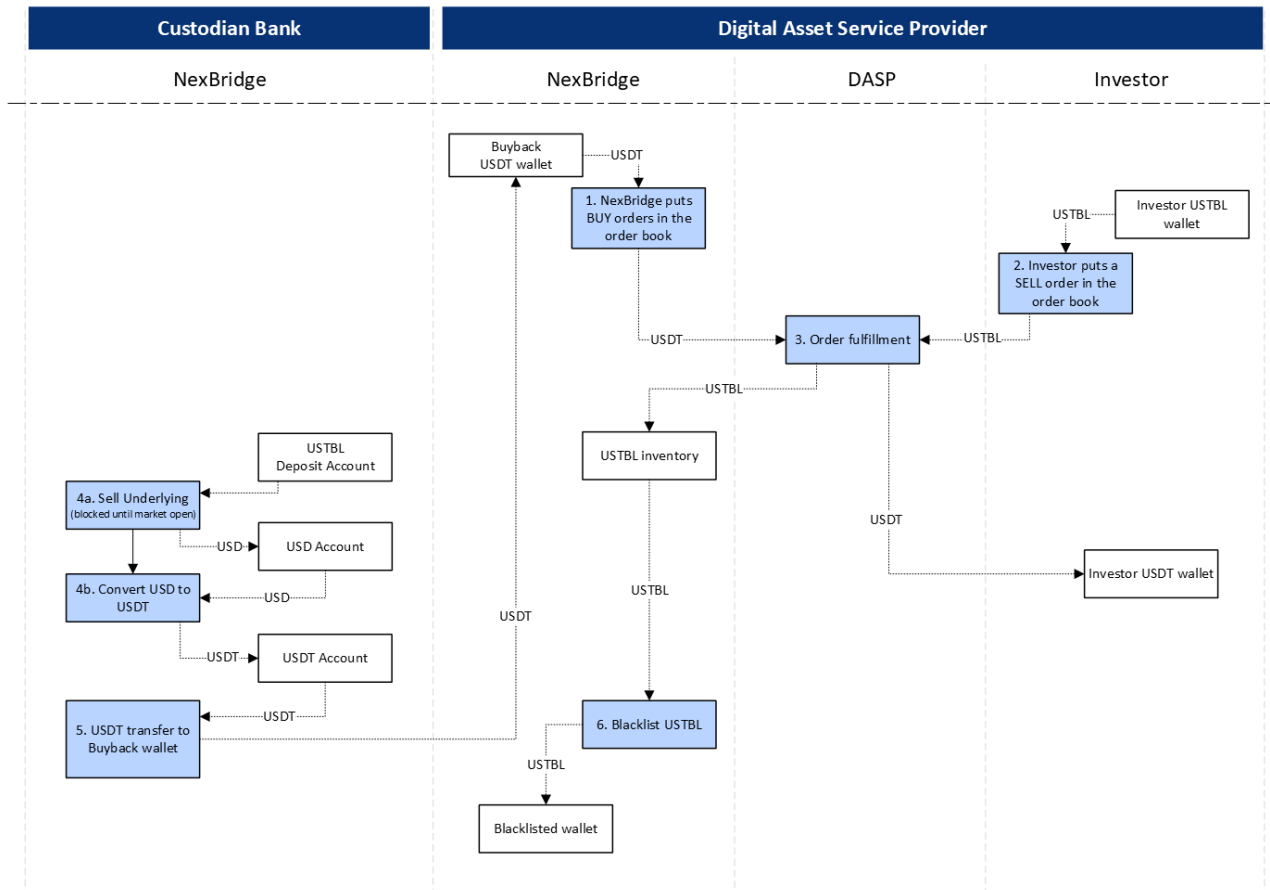 Custodian Bank
Digital Asset Service Provider
NexBridge
NexBridge
DASP
Investor
Buyback
USDT wallet
USDT
1. NexBridge puts
BUY orders in the
order book
Investor USTBL
wallet
USTBL
2. Investor puts a
SELL order in the
order book
USDT
3. Order fulfillment
USTBL
USTBL
USTBL
Deposit Account
USTBL inventory
4a. Sell Underlying
(blocked until market open)
USDT
USD
USD Account
Investor USDT wallet
4b. Convert USD to
USDT
USD
USTBL
USDT
USDT
USDT Account
USDT
5. USDT transfer to
Buyback wallet
6. Blacklist USTBL
USTBL
Blacklisted wallet